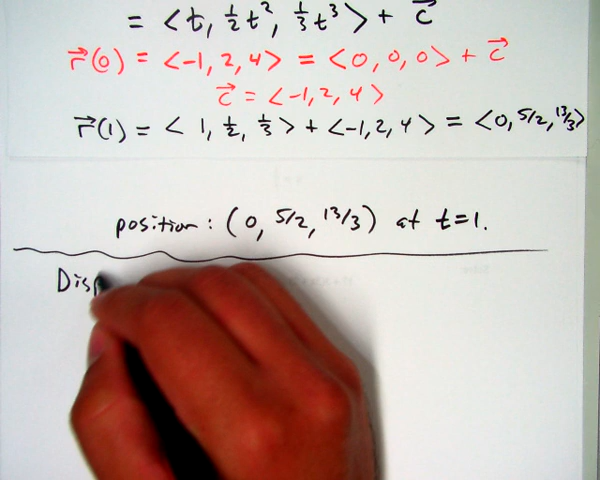 = < t, 1/2 t², 1/3 t³ > + c⃗
r⃗(0) = <-1, 2, 4> = <0, 0, 0> + c⃗
c⃗ = <-1, 2, 4>
r⃗(1) = < 1, 1/2, 1/3 > + <-1, 2, 4> = <0, 5/2, 13/3>
position: (0, 5/2, 13/3) at t=1.
Disp